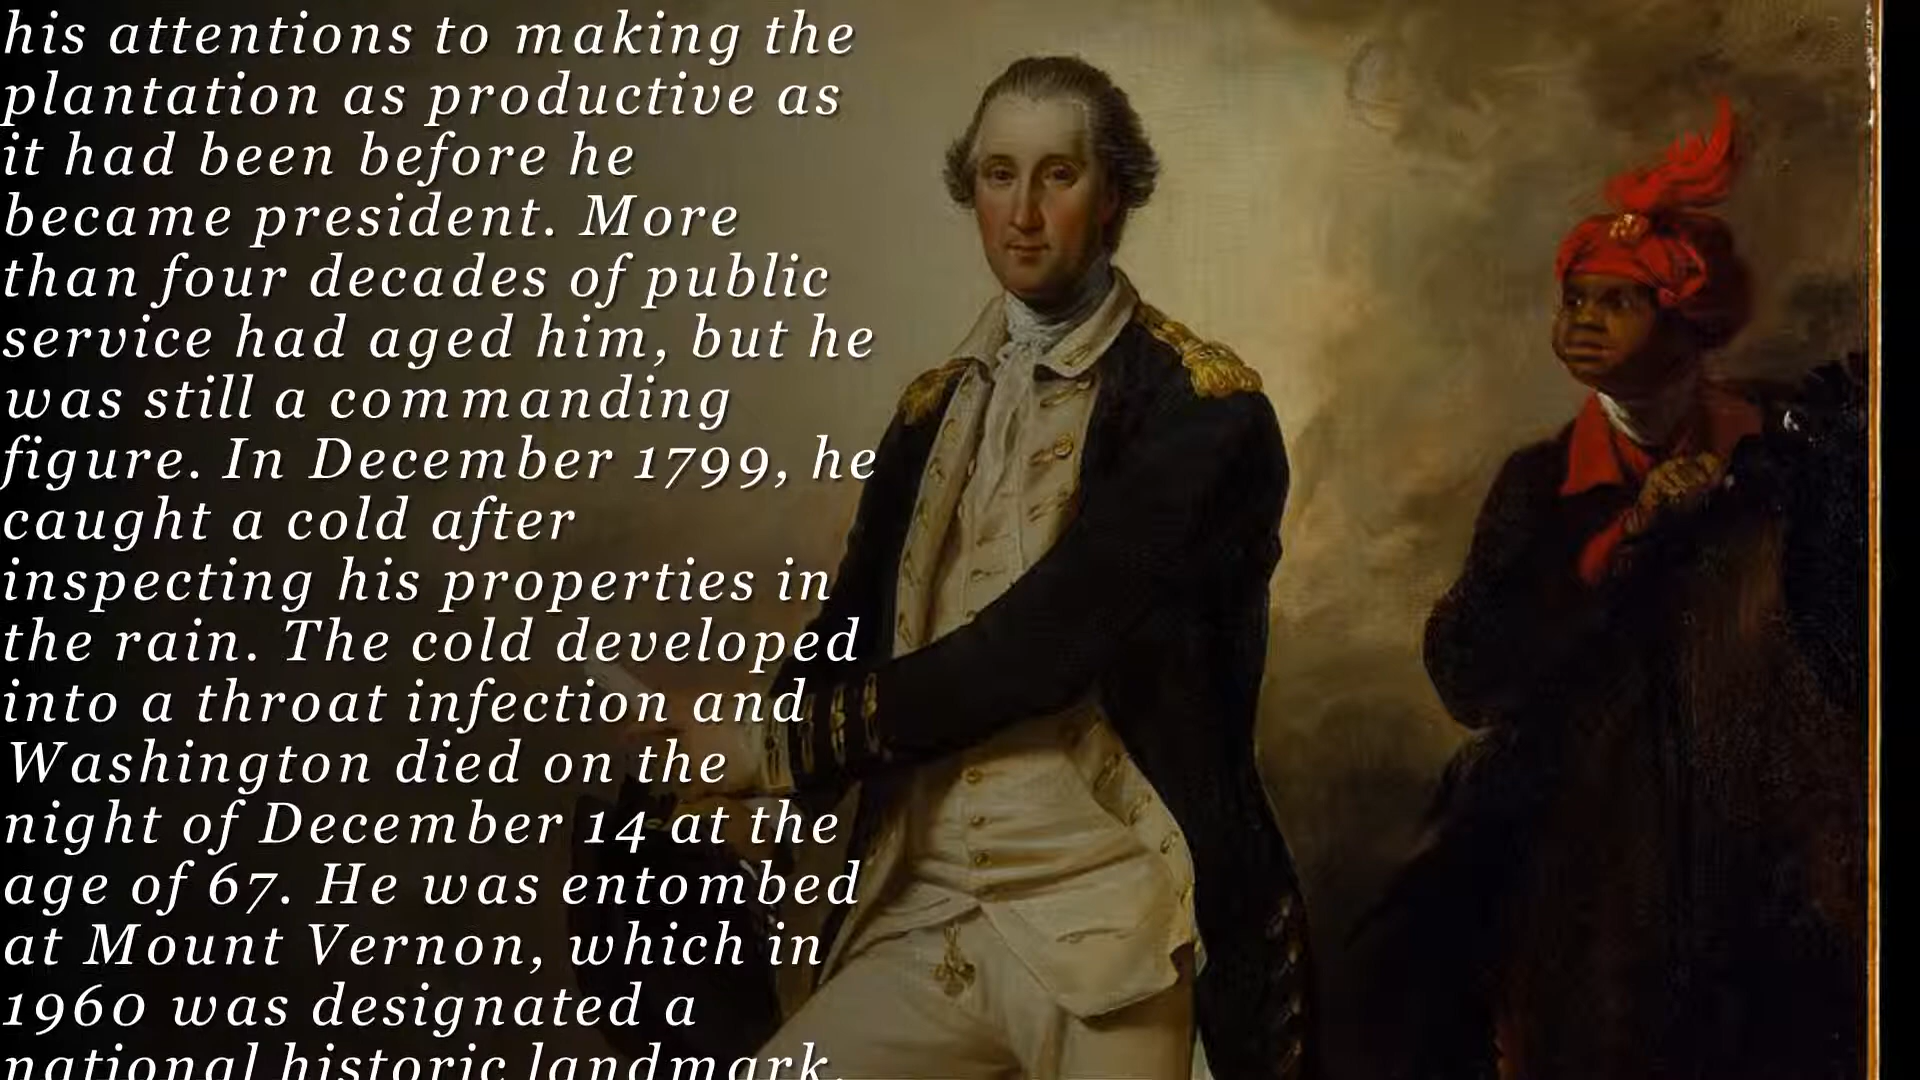 his attentions to making the
plantation as productive as
it had been before he
became president. More
than four decades of public
service had aged him, but he
was still a commanding
figure. In December 1799, he
caught a cold after
inspecting his properties in
the rain. The cold developed
into a throat infection and
Washington died on the
night of December 14 at the
age of 67. He was entombed
at Mount Vernon, which in
1960 was designated a
national historic landmark.